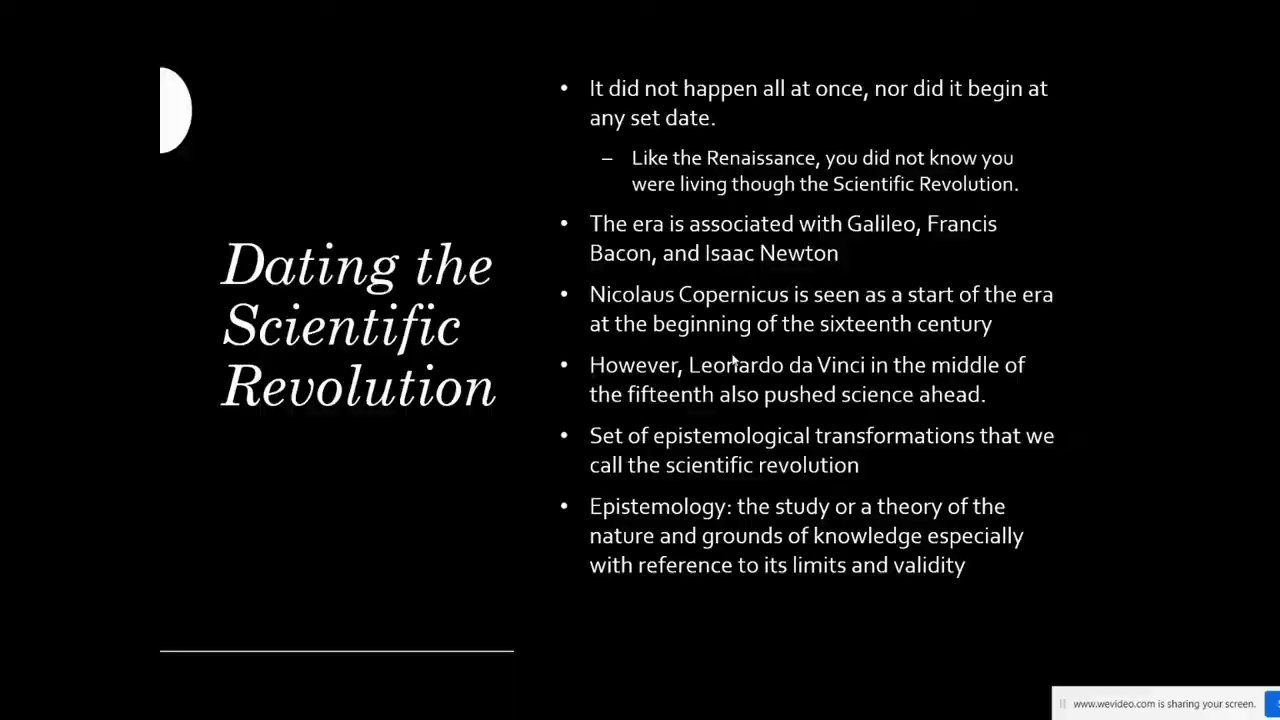 Dating the
Scientific
Revolution
• It did not happen all at once, nor did it begin at
any set date.
– Like the Renaissance, you did not know you
were living though the Scientific Revolution.
• The era is associated with Galileo, Francis
Bacon, and Isaac Newton
• Nicolaus Copernicus is seen as a start of the era
at the beginning of the sixteenth century
• However, Leonardo da Vinci in the middle of
the fifteenth also pushed science ahead.
• Set of epistemological transformations that we
call the scientific revolution
• Epistemology: the study or a theory of the
nature and grounds of knowledge especially
with reference to its limits and validity
www.wevideo.com is sharing your screen.